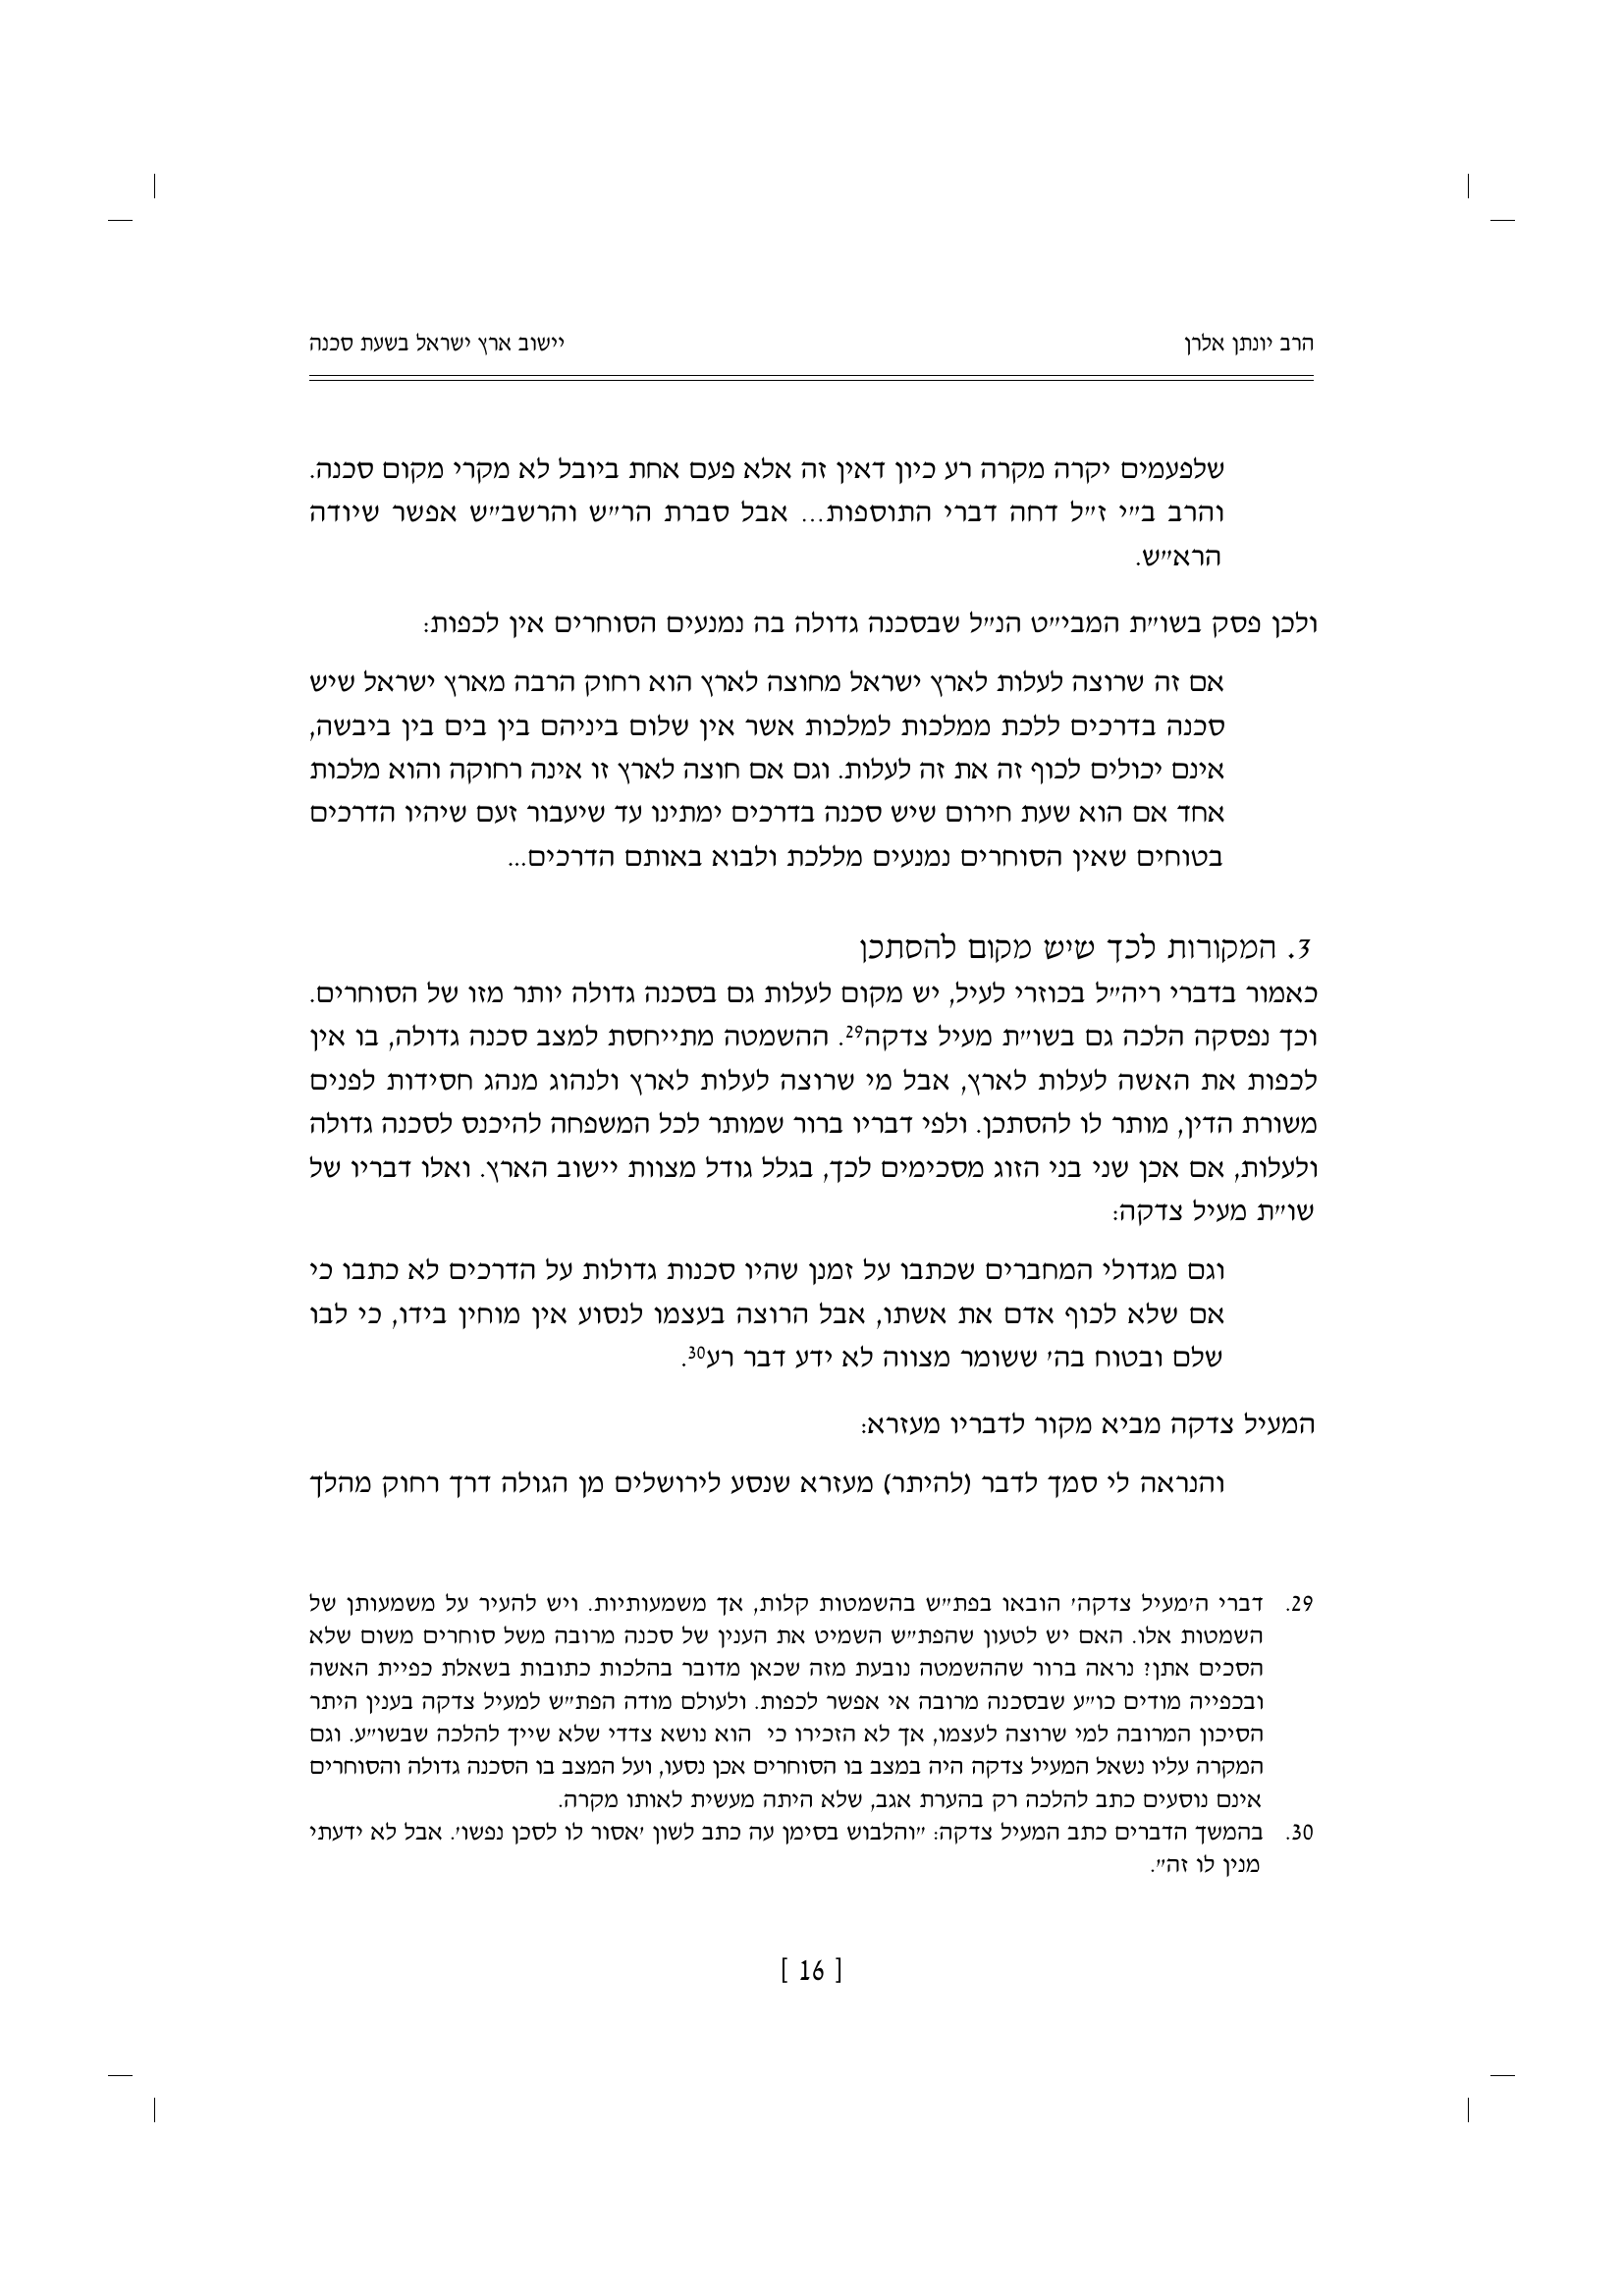 הרב יונתן אלרן יישוב ארץ ישראל בשעת סכנה
שלפעמים יקרה מקרה רע כיון דאין זה אלא פעם אחת ביובל לא מקרי מקום סכנה.
והרב ב"י ז"ל דחה דברי התוספות... אבל סברת הר"ש והרשב"ש אפשר שיודה
הרא"ש.
ולכן פסק בשו"ת המבי"ט הנ"ל שבסכנה גדולה בה נמנעים הסוחרים אין לכפות:
אם זה שרוצה לעלות לארץ ישראל מחוצה לארץ הוא רחוק הרבה מארץ ישראל שיש
סכנה בדרכים ללכת ממלכות למלכות אשר אין שלום ביניהם בין בים בין ביבשה,
אינם יכולים לכוף זה את זה לעלות. וגם אם חוצה לארץ זו אינה רחוקה והוא מלכות
אחד אם הוא שעת חירום שיש סכנה בדרכים ימתינו עד שיעבור זעם שיהיו הדרכים
בטוחים שאין הסוחרים נמנעים מללכת ולבוא באותם הדרכים...
3. המקורות לכך שיש מקום להסתכן
כאמור בדברי ריה"ל בכוזרי לעיל, יש מקום לעלות גם בסכנה גדולה יותר מזו של הסוחרים.
וכך נפסקה הלכה גם בשו"ת מעיל צדקה29. ההשמטה מתייחסת למצב סכנה גדולה, בו אין
לכפות את האשה לעלות לארץ, אבל מי שרוצה לעלות לארץ ולנהוג מנהג חסידות לפנים
משורת הדין, מותר לו להסתכן. ולפי דבריו ברור שמותר לכל המשפחה להיכנס לסכנה גדולה
ולעלות, אם אכן שני בני הזוג מסכימים לכך, בגלל גודל מצוות יישוב הארץ. ואלו דבריו של
שו"ת מעיל צדקה:
וגם מגדולי המחברים שכתבו על זמנן שהיו סכנות גדולות על הדרכים לא כתבו כי
אם שלא לכוף אדם את אשתו, אבל הרוצה בעצמו לנסוע אין מוחין בידו, כי לבו
שלם ובטוח בה' ששומר מצווה לא ידע דבר רע30.
המעיל צדקה מביא מקור לדבריו מעזרא:
והנראה לי סמך לדבר (להיתר) מעזרא שנסע לירושלים מן הגולה דרך רחוק מהלך
29. דברי ה'מעיל צדקה' הובאו בפת"ש בהשמטות קלות, אך משמעותיות. ויש להעיר על משמעותן של
השמטות אלו. האם יש לטעון שהפת"ש השמיט את הענין של סכנה מרובה משל סוחרים משום שלא
הסכים אתן? נראה ברור שההשמטה נובעת מזה שכאן מדובר בהלכות כתובות בשאלת כפיית האשה
ובכפייה מודים כו"ע שבסכנה מרובה אי אפשר לכפות. ולעולם מודה הפת"ש למעיל צדקה בענין היתר
הסיכון המרובה למי שרוצה לעצמו, אך לא הזכירו כי הוא נושא צדדי שלא שייך להלכה שבשו"ע. וגם
המקרה עליו נשאל המעיל צדקה היה במצב בו הסוחרים אכן נסעו, ועל המצב בו הסכנה גדולה והסוחרים
אינם נוסעים כתב להלכה רק בהערת אגב, שלא היתה מעשית לאותו מקרה.
30. בהמשך הדברים כתב המעיל צדקה: "והלבוש בסימן עה כתב לשון 'אסור לו לסכן נפשו'. אבל לא ידעתי
מנין לו זה".
[ 16 ]